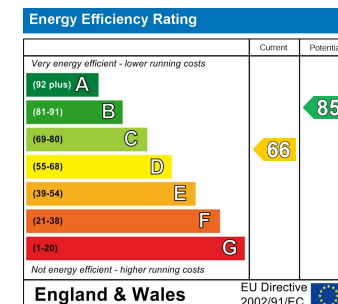 Energy Efficiency Rating
Current
Very energy efficient - lower running costs
(92 plus) A
(81-91) B
85
(69-80) C
66
(55-68) D
(39-54) E
(21-38) F
(1-20) G
Not energy efficient - higher running costs
England & Wales
EU Directive
2002/91/EC